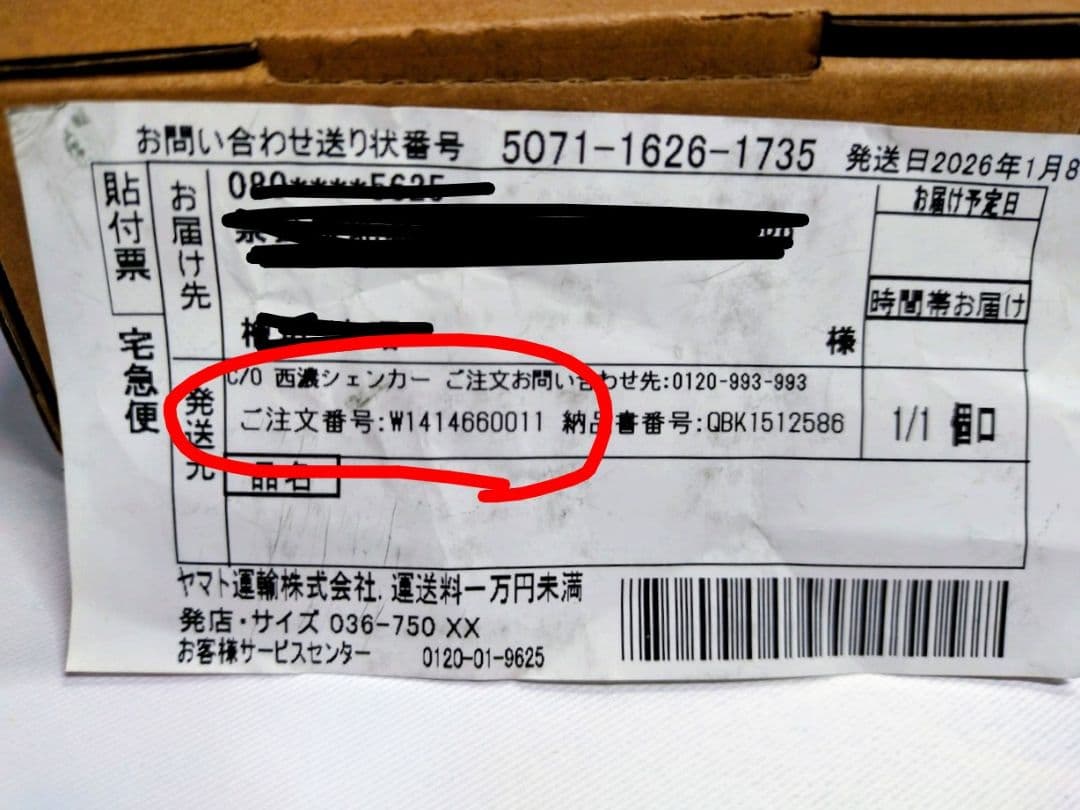 お問い合わせ送り状番号 5071-1626-1735 発送日2026年1月8
貼付票 宅急便
お届け先
お届け予定日
時間帯お届け
様
発送元
C/O 西濃シェンカー ご注文お問い合わせ先:0120-993-993
ご注文番号:W1414660011 納品書番号:QBK1512586
1/1 個口
品名
ヤマト運輸株式会社. 運送料一万円未満
発店・サイズ 036-750 XX
お客様サービスセンター 0120-01-9625